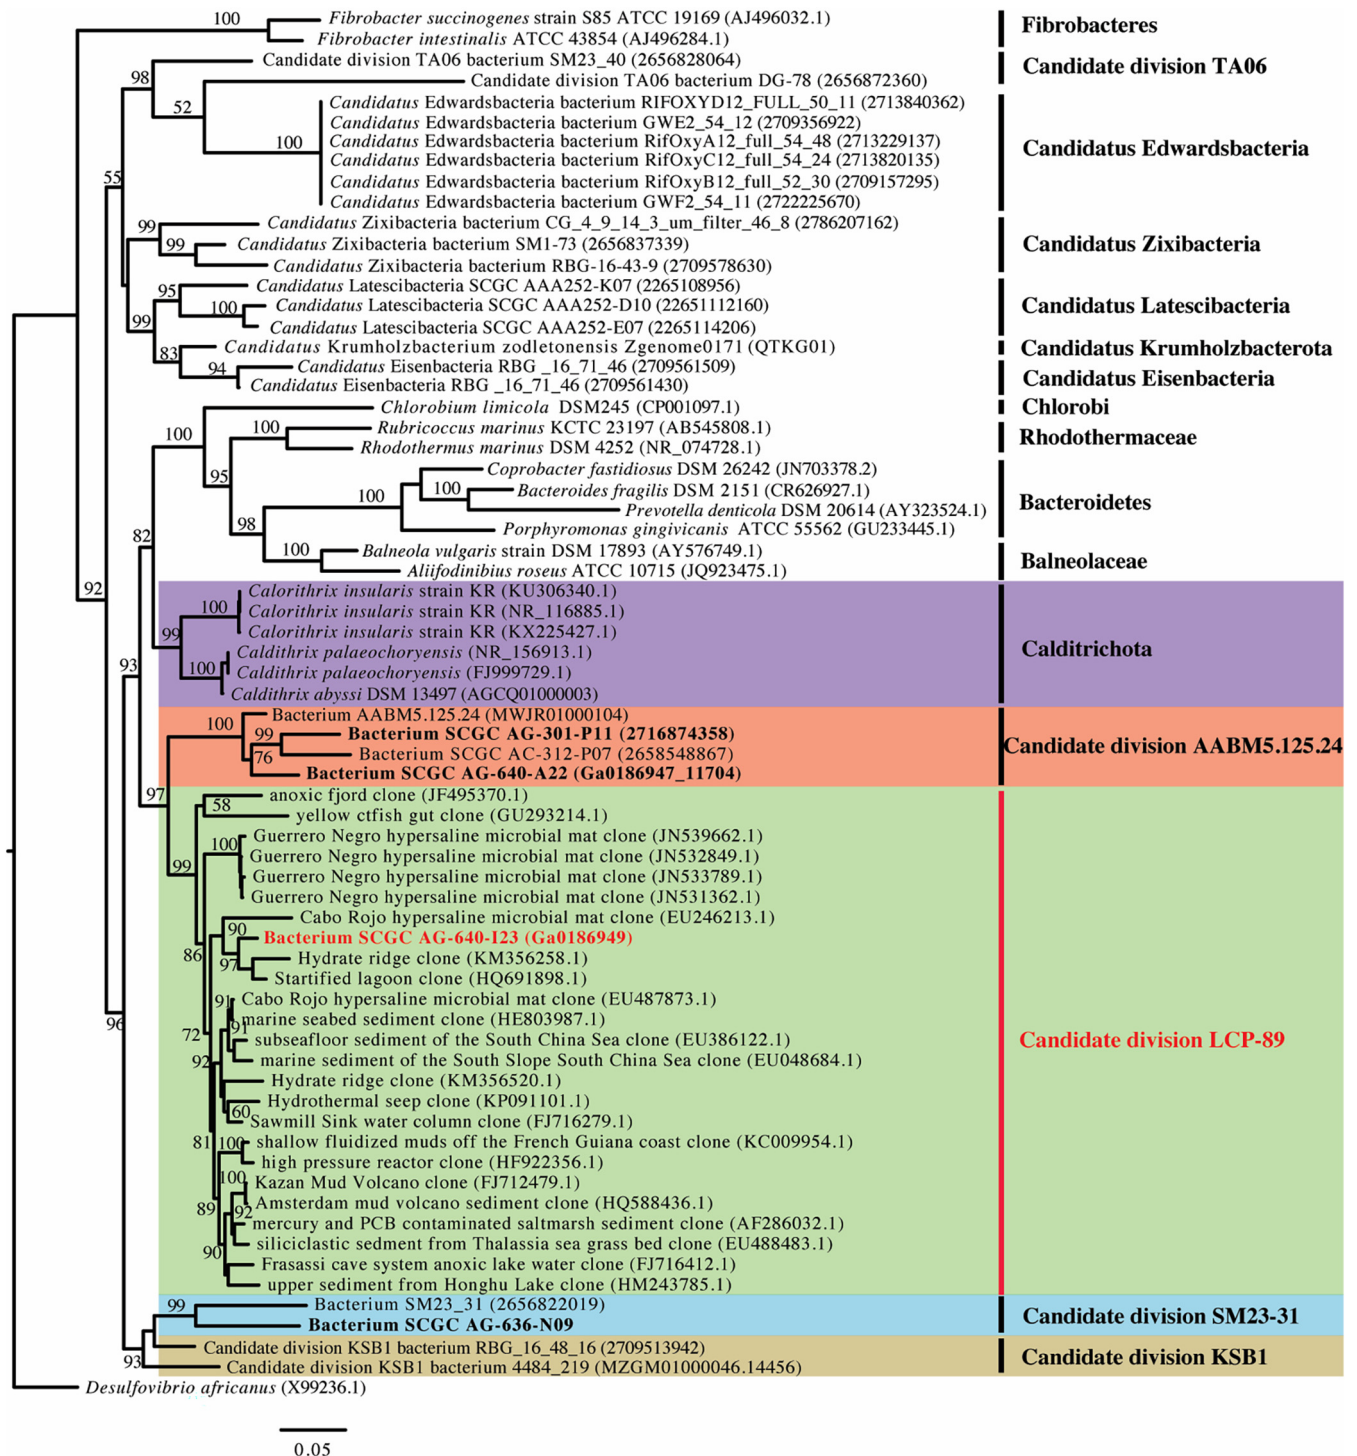 100 Fibrobacter succinogenes strain S85 ATCC 19169 (AJ496032.1)
Fibrobacter intestinalis ATCC 43854 (AJ496284.1)
Fibrobacteres
98 Candidate division TA06 bacterium SM23_40 (2656828064)
Candidate division TA06 bacterium DG-78 (2656872360)
Candidate division TA06
52
Candidatus Edwardsbacteria bacterium RIFOXYD12_FULL_50_11 (2713840362)
Candidatus Edwardsbacteria bacterium GWE2_54_12 (2709356922)
100 Candidatus Edwardsbacteria bacterium RifOxyA12_full_54_48 (2713229137)
Candidatus Edwardsbacteria bacterium RifOxyC12_full_54_24 (2713820135)
Candidatus Edwardsbacteria bacterium RifOxyB12_full_52_30 (2709157295)
Candidatus Edwardsbacteria bacterium GWF2_54_11 (2722225670)
Candidatus Edwardsbacteria
55
99 Candidatus Zixibacteria bacterium CG_4_9_14_3_um_filter_46_8 (2786207162)
99 Candidatus Zixibacteria bacterium SM1-73 (2656837339)
Candidatus Zixibacteria bacterium RBG-16-43-9 (2709578630)
Candidatus Zixibacteria
95 Candidatus Latescibacteria SCGC AAA252-K07 (2265108956)
100 Candidatus Latescibacteria SCGC AAA252-D10 (22651112160)
99 Candidatus Latescibacteria SCGC AAA252-E07 (2265114206)
Candidatus Latescibacteria
83 Candidatus Krumholzbacterium zodletonensis Zgenome0171 (QTKG01)
Candidatus Krumholzbacterota
94 Candidatus Eisenbacteria RBG _16_71_46 (2709561509)
Candidatus Eisenbacteria RBG _16_71_46 (2709561430)
Candidatus Eisenbacteria
Chlorobium limicola DSM245 (CP001097.1)
Chlorobi
100
100 Rubricoccus marinus KCTC 23197 (AB545808.1)
Rhodothermus marinus DSM 4252 (NR_074728.1)
Rhodothermaceae
95
Coprobacter fastidiosus DSM 26242 (JN703378.2)
100 100 Bacteroides fragilis DSM 2151 (CR626927.1)
Prevotella denticola DSM 20614 (AY323524.1)
98 Porphyromonas gingivicanis ATCC 55562 (GU233445.1)
Bacteroidetes
82
100 Balneola vulgaris strain DSM 17893 (AY576749.1)
Aliifodinibius roseus ATCC 10715 (JQ923475.1)
Balneolaceae
92
Calorithrix insularis strain KR (KU306340.1)
100 Calorithrix insularis strain KR (NR_116885.1)
99 Calorithrix insularis strain KR (KX225427.1)
Caldithrix palaeochoryensis (NR_156913.1)
100 Caldithrix palaeochoryensis (FJ999729.1)
Caldithrix abyssi DSM 13497 (AGCQ01000003)
Calditrichota
93
100 Bacterium AABM5.125.24 (MWJR01000104)
99 Bacterium SCGC AG-301-P11 (2716874358)
76 Bacterium SCGC AC-312-P07 (2658548867)
Bacterium SCGC AG-640-A22 (Ga0186947_11704)
Candidate division AABM5.125.24
97
anoxic fjord clone (JF495370.1)
58 yellow ctfish gut clone (GU293214.1)
Guerrero Negro hypersaline microbial mat clone (JN539662.1)
100 Guerrero Negro hypersaline microbial mat clone (JN532849.1)
99 Guerrero Negro hypersaline microbial mat clone (JN533789.1)
Guerrero Negro hypersaline microbial mat clone (JN531362.1)
Cabo Rojo hypersaline microbial mat clone (EU246213.1)
90 Bacterium SCGC AG-640-I23 (Ga0186949)
86 97 Hydrate ridge clone (KM356258.1)
Startified lagoon clone (HQ691898.1)
91 Cabo Rojo hypersaline microbial mat clone (EU487873.1)
marine seabed sediment clone (HE803987.1)
72 91 subseafloor sediment of the South China Sea clone (EU386122.1)
92 marine sediment of the South Slope South China Sea clone (EU048684.1)
Hydrate ridge clone (KM356520.1)
Hydrothermal seep clone (KP091101.1)
60 Sawmill Sink water column clone (FJ716279.1)
81 100 shallow fluidized muds off the French Guiana coast clone (KC009954.1)
high pressure reactor clone (HF922356.1)
100 Kazan Mud Volcano clone (FJ712479.1)
89 Amsterdam mud volcano sediment clone (HQ588436.1)
92 mercury and PCB contaminated saltmarsh sediment clone (AF286032.1)
90 siliciclastic sedment from Thalassia sea grass bed clone (EU488483.1)
Frasassi cave system anoxic lake water clone (FJ716412.1)
upper sediment from Honghu Lake clone (HM243785.1)
Candidate division LCP-89
96
99 Bacterium SM23_31 (2656822019)
Bacterium SCGC AG-636-N09
Candidate division SM23-31
Candidate division KSB1 bacterium RBG_16_48_16 (2709513942)
93 Candidate division KSB1 bacterium 4484_219 (MZGM01000046.14456)
Candidate division KSB1
Desulfovibrio africanus (X99236.1)
0.05